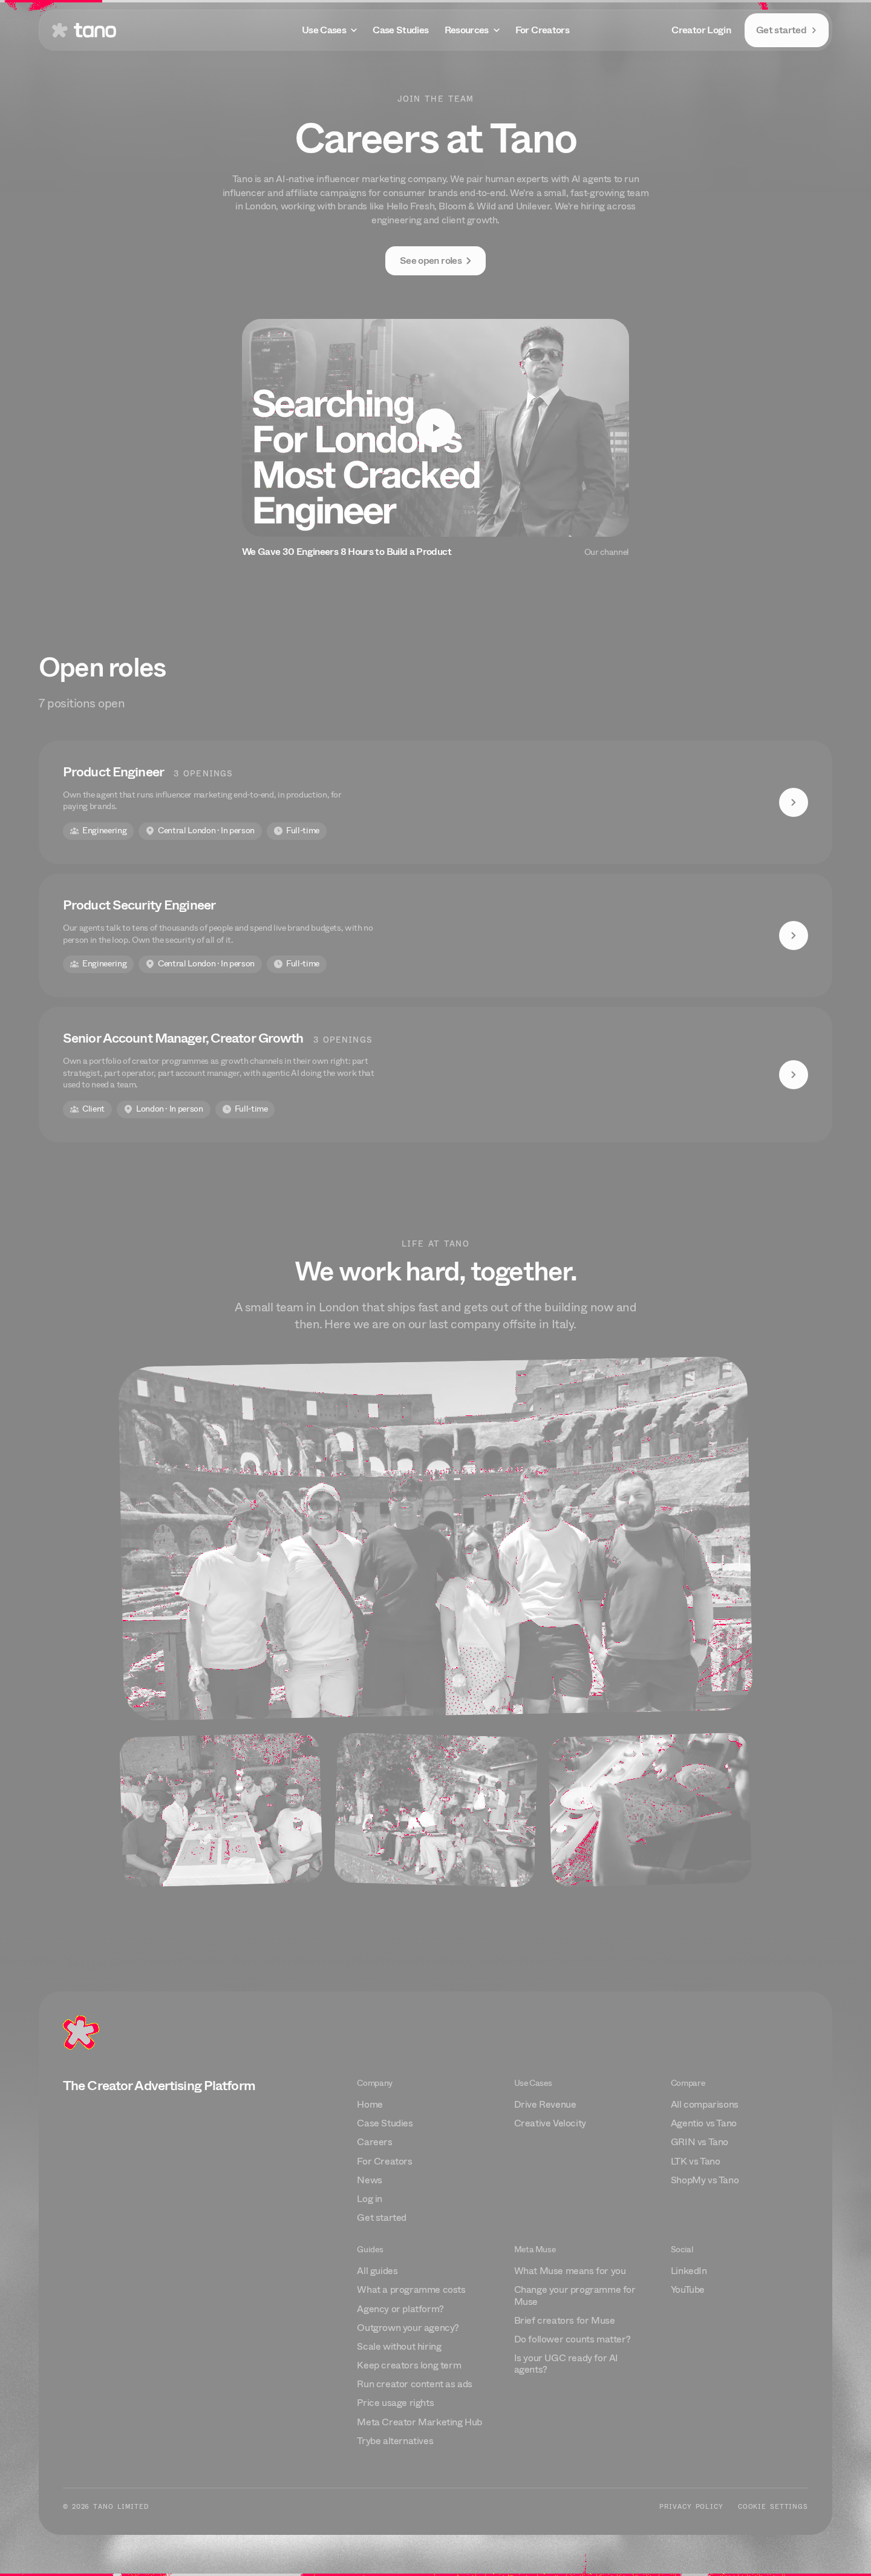 tano
Use Cases
Case Studies
Resources
For Creators
Creator Login
Get started
JOIN THE TEAM
Careers at Tano
Tano is an AI-native influencer marketing company. We pair human experts with AI agents to run
influencer and affiliate campaigns for consumer brands end-to-end. We're a small, fast-growing team
in London, working with brands like Hello Fresh, Bloom & Wild and Unilever. We're hiring across
engineering and client growth.
See open roles
Searching
For London's
Most Cracked
Engineer
We Gave 30 Engineers 8 Hours to Build a Product
Our channel
Open roles
7 positions open
Product Engineer 3 OPENINGS
Own the agent that runs influencer marketing end-to-end, in production, for
paying brands.
Engineering
Central London · In person
Full-time
Product Security Engineer
Our agents talk to tens of thousands of people and spend live brand budgets, with no
person in the loop. Own the security of all of it.
Engineering
Central London · In person
Full-time
Senior Account Manager, Creator Growth 3 OPENINGS
Own a portfolio of creator programmes as growth channels in their own right: part
strategist, part operator, part account manager, with agentic AI doing the work that
used to need a team.
Client
London · In person
Full-time
LIFE AT TANO
We work hard, together.
A small team in London that ships fast and gets out of the building now and
then. Here we are on our last company offsite in Italy.
The Creator Advertising Platform
Company
Home
Case Studies
Careers
For Creators
News
Log in
Get started
Use Cases
Drive Revenue
Creative Velocity
Compare
All comparisons
Agentio vs Tano
GRIN vs Tano
LTK vs Tano
ShopMy vs Tano
Guides
All guides
What a programme costs
Agency or platform?
Outgrown your agency?
Scale without hiring
Keep creators long term
Run creator content as ads
Price usage rights
Meta Creator Marketing Hub
Trybe alternatives
Meta Muse
What Muse means for you
Change your programme for
Muse
Brief creators for Muse
Do follower counts matter?
Is your UGC ready for AI
agents?
Social
LinkedIn
YouTube
© 2026 TANO LIMITED
PRIVACY POLICY
COOKIE SETTINGS